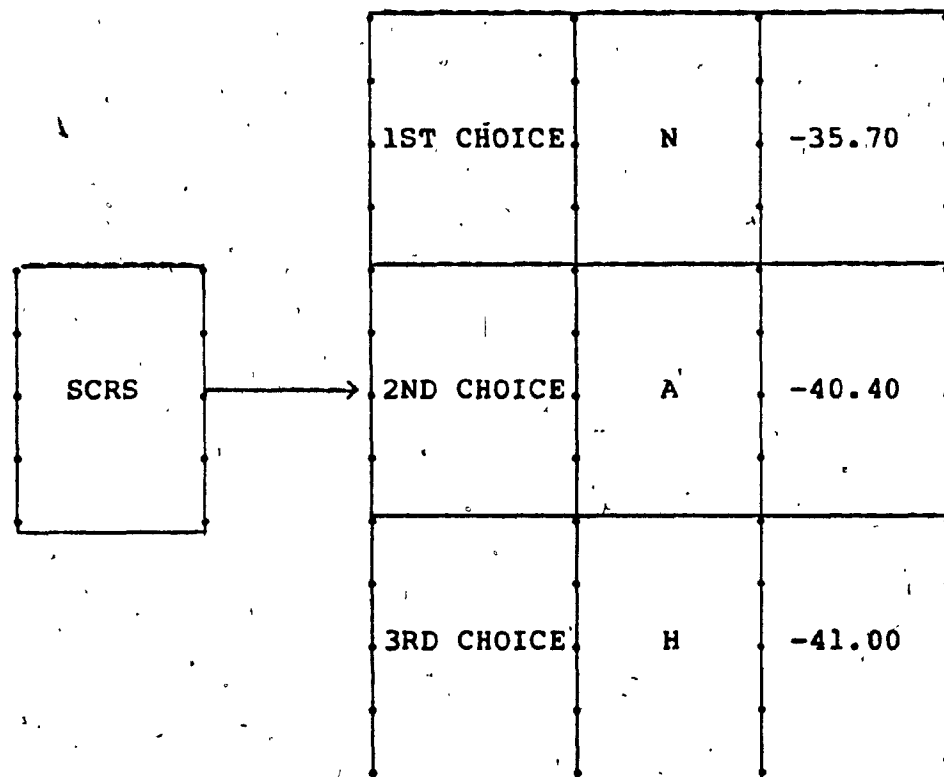 1ST CHOICE N -35.70
SCRS
2ND CHOICE A -40.40
3RD CHOICE H -41.00